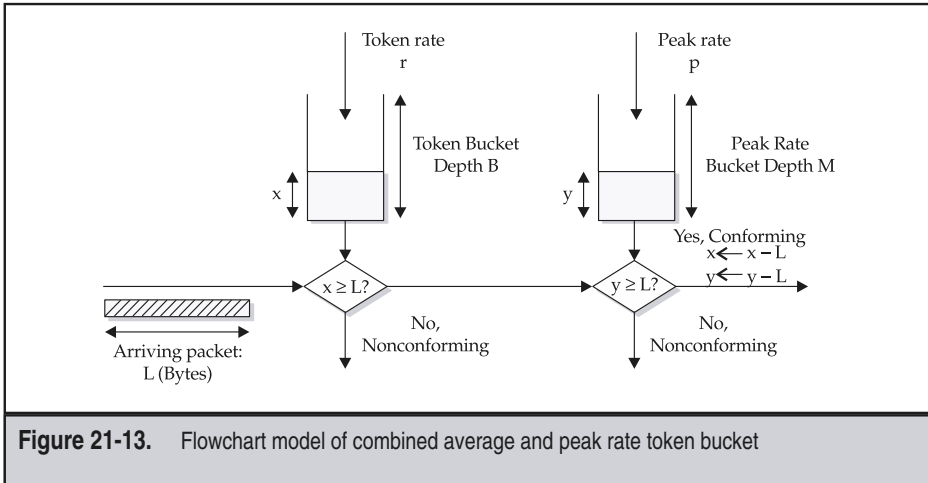 Token rate
r
Peak rate
p
Token Bucket
Depth B
Peak Rate
Bucket Depth M
x
y
Yes, Conforming
x ← x – L
y ← y – L
x ≥ L?
y ≥ L?
No,
Nonconforming
No,
Nonconforming
Arriving packet:
L (Bytes)
Figure 21-13. Flowchart model of combined average and peak rate token bucket